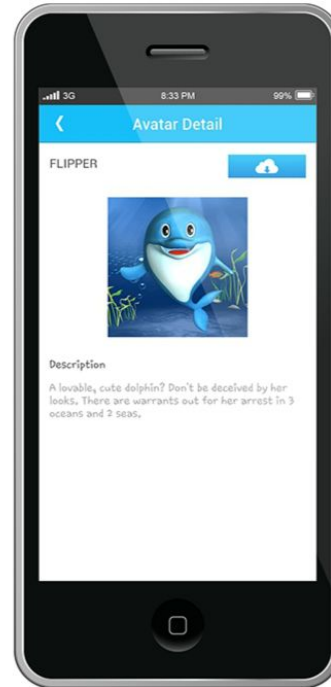 3G 8:33 PM 99%
Avatar Detail
FLIPPER
Description
A lovable, cute dolphin? Don't be deceived by her
looks. There are warrants out for her arrest in 3
oceans and 2 seas.